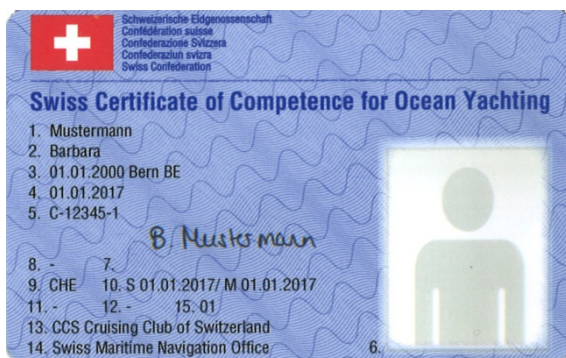 Schweizerische Eidgenossenschaft
Confédération suisse
Confederazione Svizzera
Confederaziun svizra
Swiss Confederation
Swiss Certificate of Competence for Ocean Yachting
1. Mustermann
2. Barbara
3. 01.01.2000 Bern BE
4. 01.01.2017
5. C-12345-1
B. Mustermann
8. - 7.
9. CHE 10. S 01.01.2017/ M 01.01.2017
11. - 12. - 15. 01
13. CCS Cruising Club of Switzerland
14. Swiss Maritime Navigation Office 6.